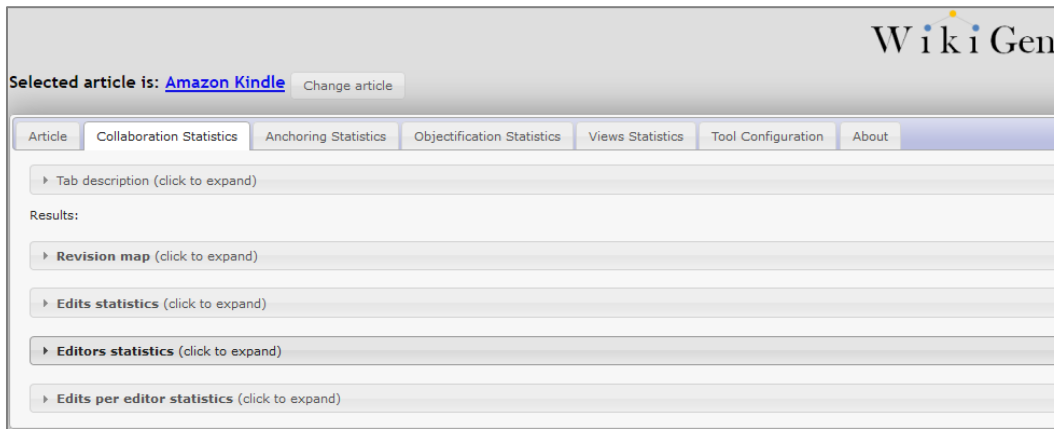 Wiki Gen
Selected article is: Amazon Kindle Change article
Article Collaboration Statistics Anchoring Statistics Objectification Statistics Views Statistics Tool Configuration About
Tab description (click to expand)
Results:
Revision map (click to expand)
Edits statistics (click to expand)
Editors statistics (click to expand)
Edits per editor statistics (click to expand)